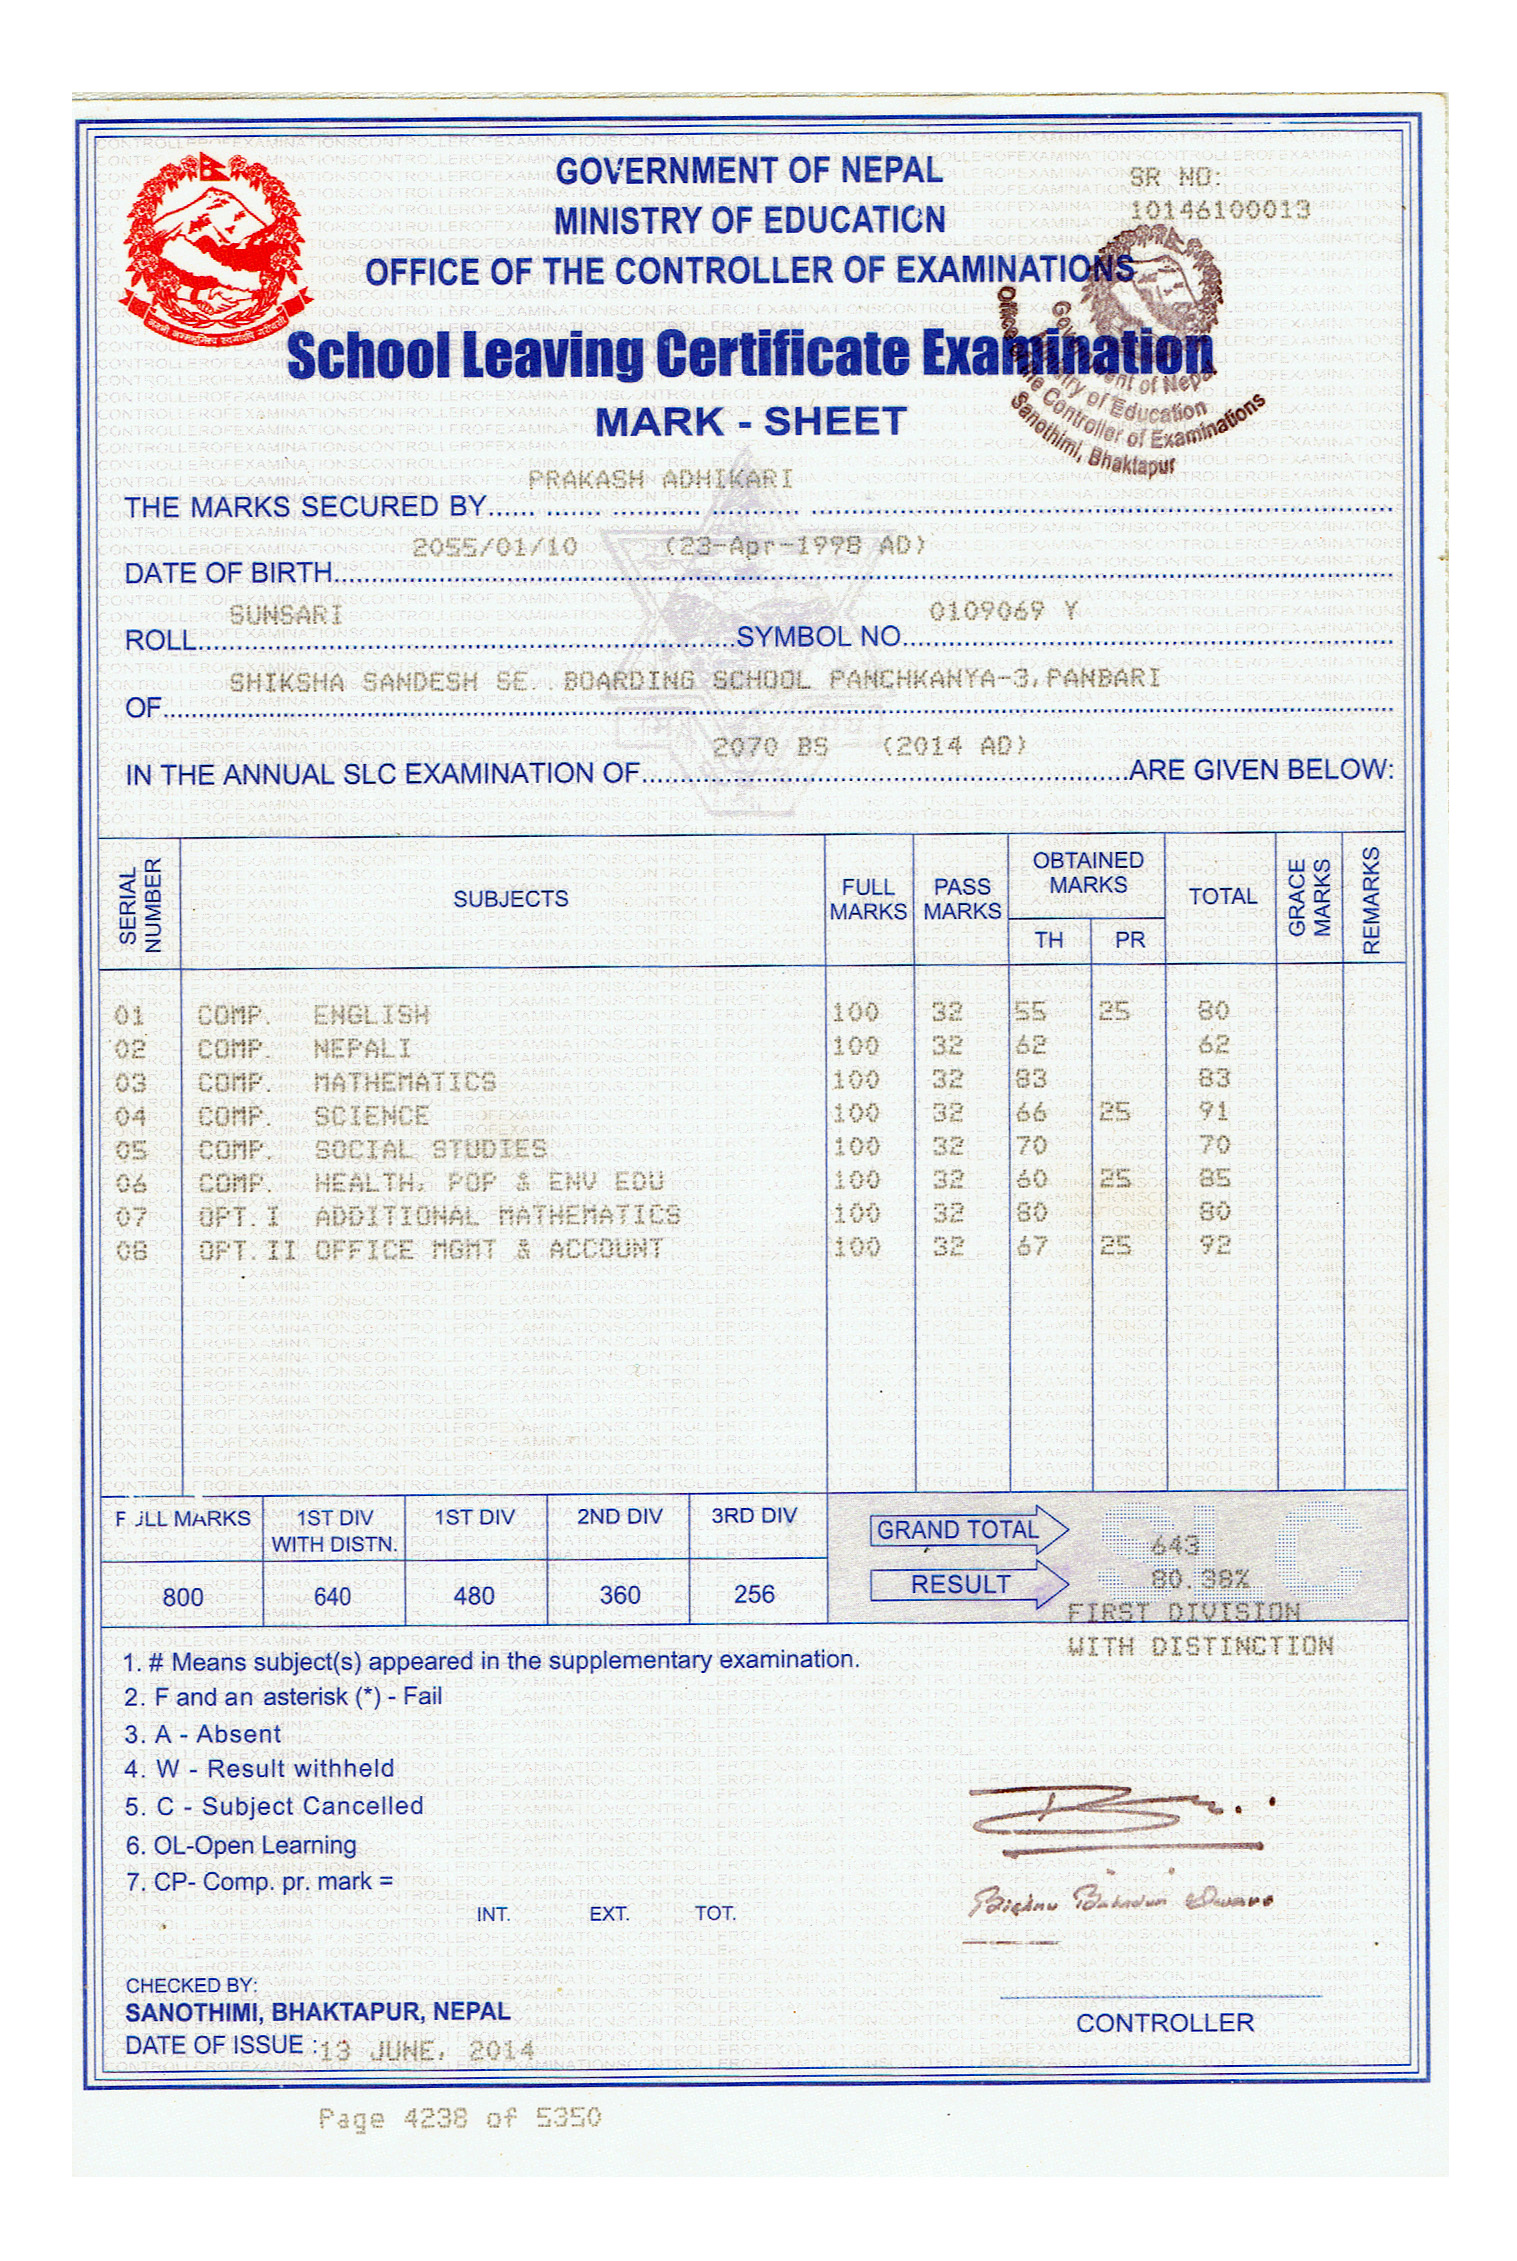 GOVERNMENT OF NEPAL
MINISTRY OF EDUCATION
OFFICE OF THE CONTROLLER OF EXAMINATIONS
SR NO:
10146100013
School Leaving Certificate Examination
MARK - SHEET
Government of Nepal
Ministry of Education
Office of the Controller of Examinations
Sanothimi, Bhaktapur
THE MARKS SECURED BY PRAKASH ADHIKARI
DATE OF BIRTH 2055/01/10 (23-Apr-1998 AD)
ROLL SUNSARI SYMBOL NO. 0109069 Y
OF SHIKSHA SANDESH SE. BOARDING SCHOOL PANCHKANYA-3,PANBARI
IN THE ANNUAL SLC EXAMINATION OF 2070 BS (2014 AD) ARE GIVEN BELOW:
SERIAL NUMBER SUBJECTS FULL MARKS PASS MARKS OBTAINED MARKS TH PR TOTAL GRACE MARKS REMARKS
01 COMP. ENGLISH 100 32 55 25 80
02 COMP. NEPALI 100 32 62 62
03 COMP. MATHEMATICS 100 32 83 83
04 COMP. SCIENCE 100 32 66 25 91
05 COMP. SOCIAL STUDIES 100 32 70 70
06 COMP. HEALTH, POP & ENV EDU 100 32 60 25 85
07 OPT.I ADDITIONAL MATHEMATICS 100 32 80 80
08 OPT.II OFFICE MGMT & ACCOUNT 100 32 67 25 92
FULL MARKS 1ST DIV WITH DISTN. 1ST DIV 2ND DIV 3RD DIV
800 640 480 360 256
GRAND TOTAL 643
RESULT 80.38%
FIRST DIVISION
WITH DISTINCTION
SLC
1. # Means subject(s) appeared in the supplementary examination.
2. F and an asterisk (*) - Fail
3. A - Absent
4. W - Result withheld
5. C - Subject Cancelled
6. OL-Open Learning
7. CP- Comp. pr. mark =
INT. EXT. TOT.
Bishnu Bahadur
CHECKED BY:
SANOTHIMI, BHAKTAPUR, NEPAL
DATE OF ISSUE : 13 JUNE, 2014
CONTROLLER
Page 4238 of 5350